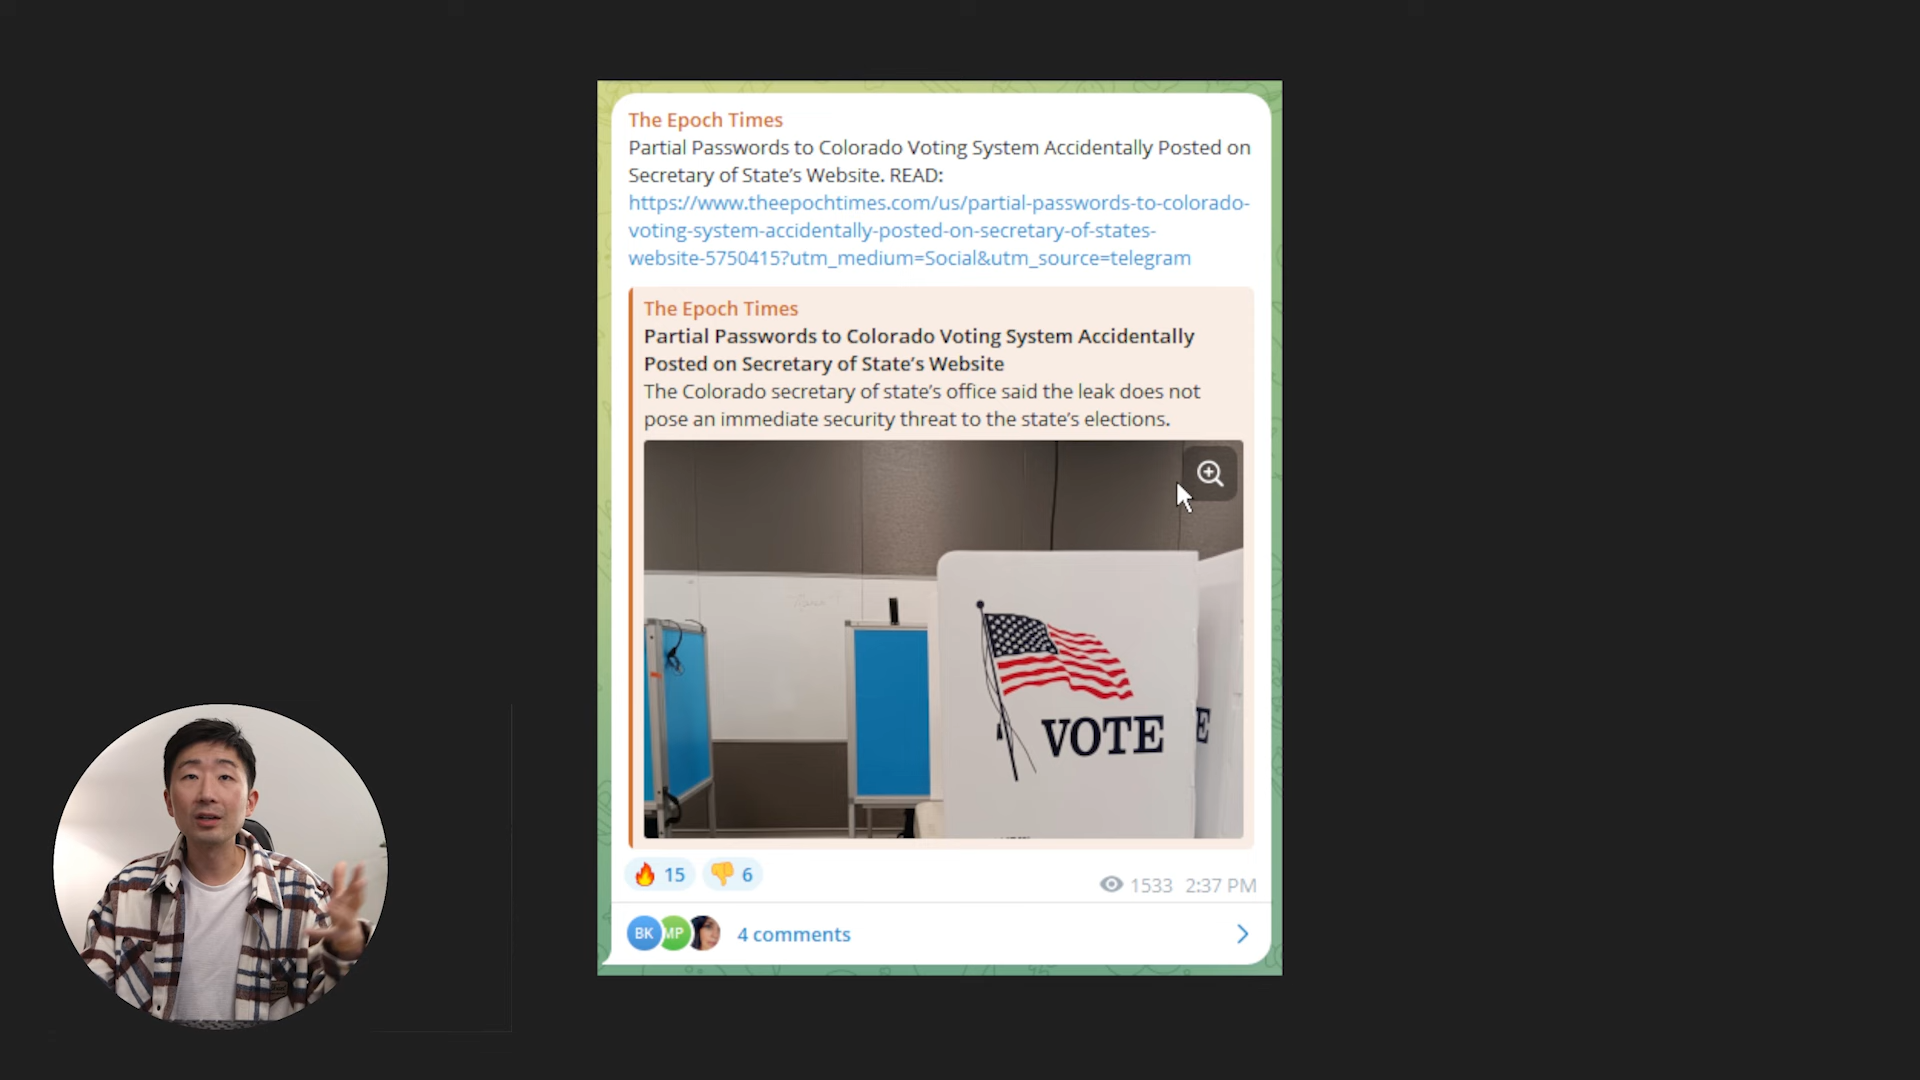 The Epoch Times
Partial Passwords to Colorado Voting System Accidentally Posted on
Secretary of State’s Website. READ:
https://www.theepochtimes.com/us/partial-passwords-to-colorado-
voting-system-accidentally-posted-on-secretary-of-states-
website-5750415?utm_medium=Social&utm_source=telegram
The Epoch Times
Partial Passwords to Colorado Voting System Accidentally
Posted on Secretary of State’s Website
The Colorado secretary of state’s office said the leak does not
pose an immediate security threat to the state’s elections.
VOTE
E
15 6
1533 2:37 PM
BK MP 4 comments